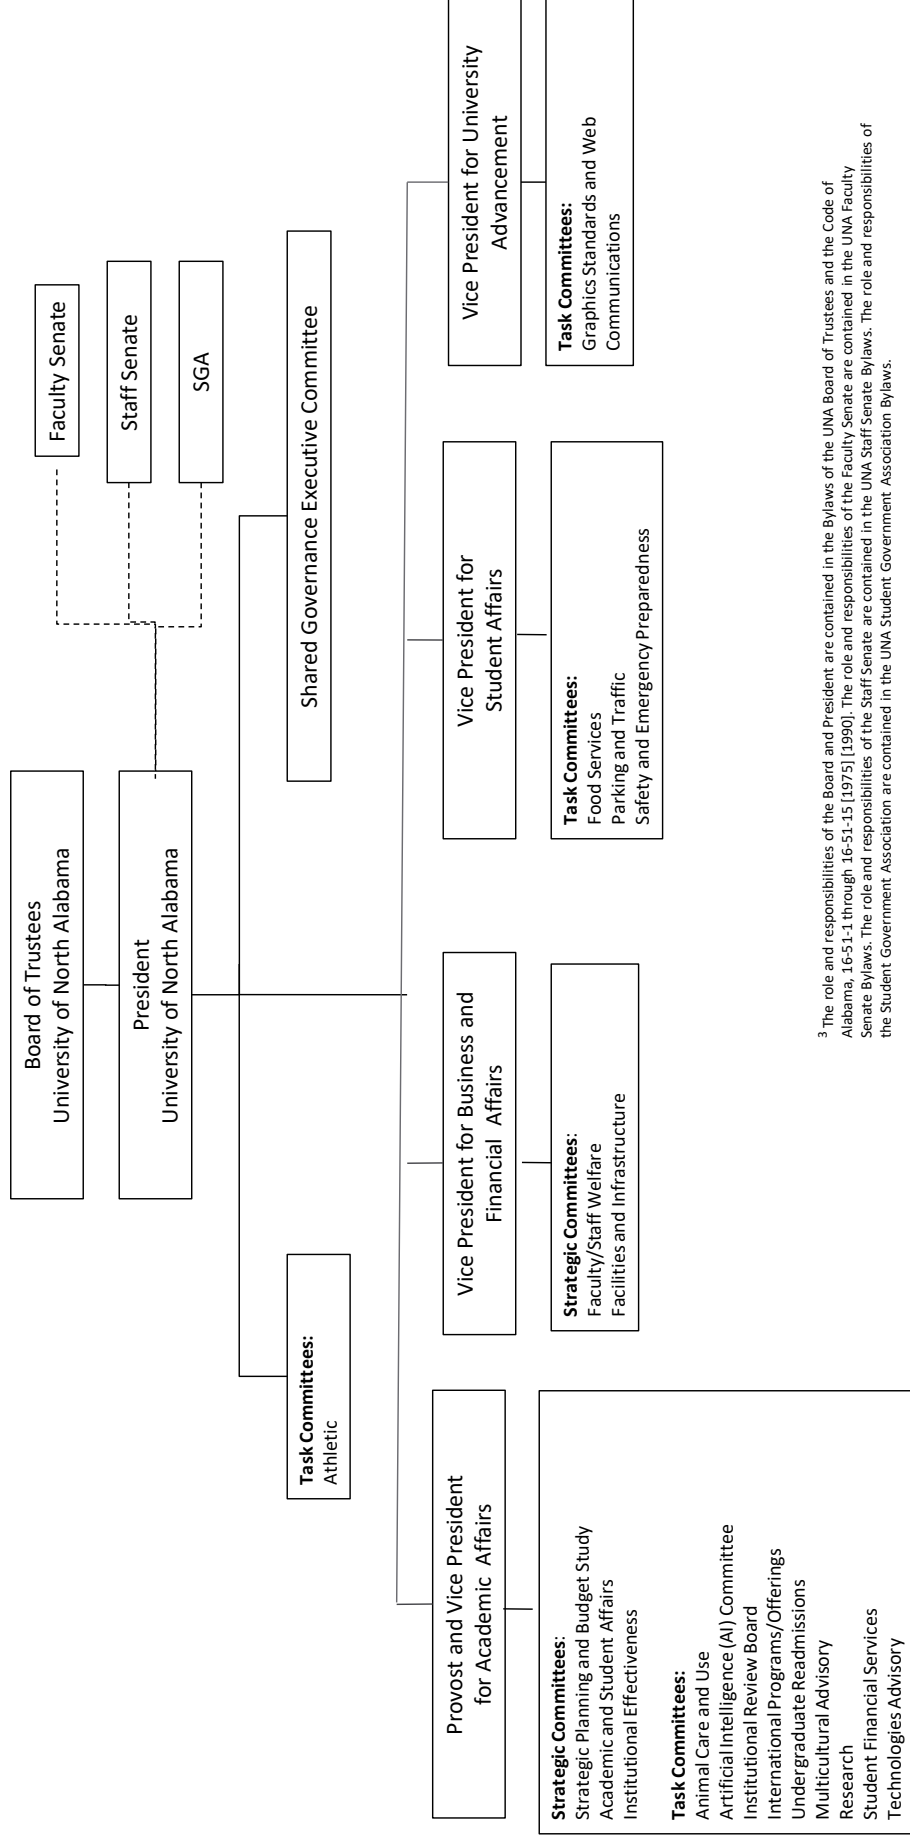 Board of Trustees
University of North Alabama
President
University of North Alabama
Faculty Senate
Staff Senate
SGA
Task Committees:
Athletic
Shared Governance Executive Committee
Provost and Vice President
for Academic Affairs
Strategic Committees:
Strategic Planning and Budget Study
Academic and Student Affairs
Institutional Effectiveness
Task Committees:
Animal Care and Use
Artificial Intelligence (AI) Committee
Institutional Review Board
International Programs/Offerings
Undergraduate Readmissions
Multicultural Advisory
Research
Student Financial Services
Technologies Advisory
Vice President for Business and
Financial Affairs
Strategic Committees:
Faculty/Staff Welfare
Facilities and Infrastructure
Vice President for
Student Affairs
Task Committees:
Food Services
Parking and Traffic
Safety and Emergency Preparedness
Vice President for University
Advancement
Task Committees:
Graphics Standards and Web
Communications
3 The role and responsibilities of the Board and President are contained in the Bylaws of the UNA Board of Trustees and the Code of
Alabama, 16-51-1 through 16-51-15 [1975] [1990]. The role and responsibilities of the Faculty Senate are contained in the UNA Faculty
Senate Bylaws. The role and responsibilities of the Staff Senate are contained in the UNA Staff Senate Bylaws. The role and responsibilities of
the Student Government Association are contained in the UNA Student Government Association Bylaws.